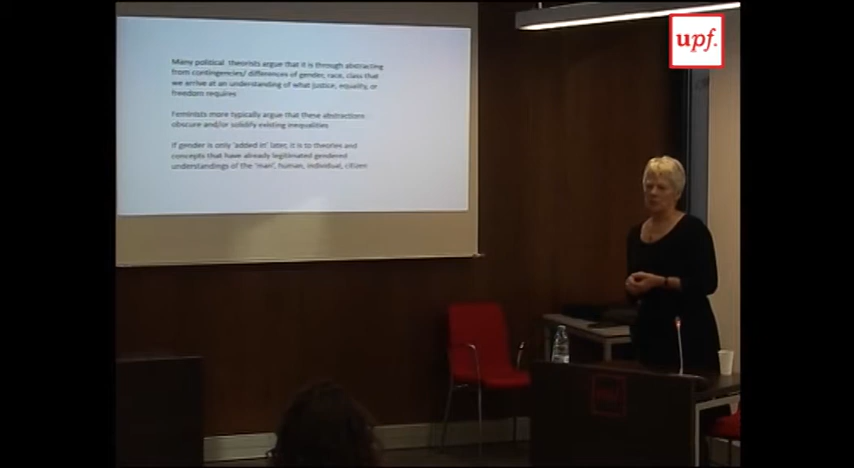 upf.
Many political theorists argue that it is through abstracting
from contingencies/ differences of gender, race, class that
we arrive at an understanding of what justice, equality, or
freedom requires
Feminists more typically argue that these abstractions
obscure and/or solidify existing inequalities
If gender is only 'added in' later, it is to theories and
concepts that have already legitimated gendered
understandings of the 'man', human, individual, citizen
upf.